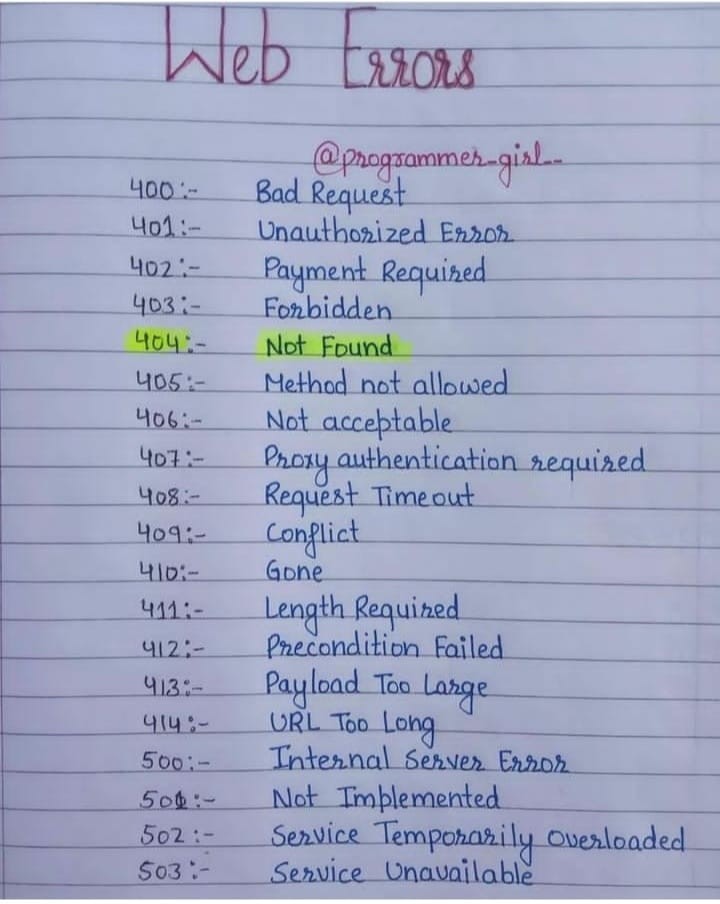 Web Errors
@programmer-girl--
400:- Bad Request
401:- Unauthorized Error
402:- Payment Required
403:- Forbidden
404:- Not Found
405:- Method not allowed
406:- Not acceptable
407:- Proxy authentication required
408:- Request Timeout
409:- Conflict
410:- Gone
411:- Length Required
412:- Precondition Failed
413:- Payload Too Large
414:- URL Too Long
500:- Internal Server Error
501:- Not Implemented
502:- Service Temporarily Overloaded
503:- Service Unavailable